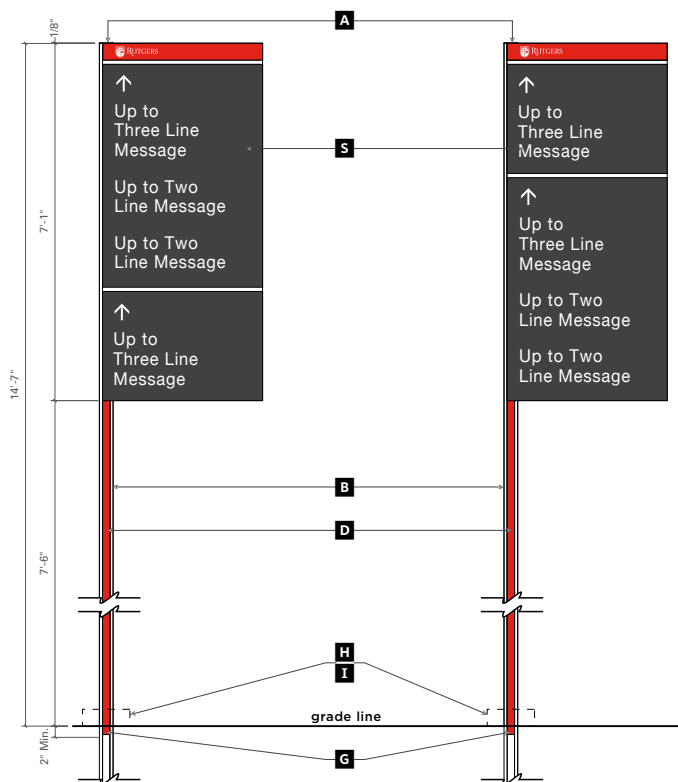 1/8"
A
RUTGERS
↑
Up to
Three Line
Message
Up to Two
Line Message
Up to Two
Line Message
↑
Up to
Three Line
Message
RUTGERS
↑
Up to
Three Line
Message
↑
Up to
Three Line
Message
Up to Two
Line Message
Up to Two
Line Message
S
7'-1"
14'-7"
B
D
7'-6"
H
I
grade line
2" Min.
G